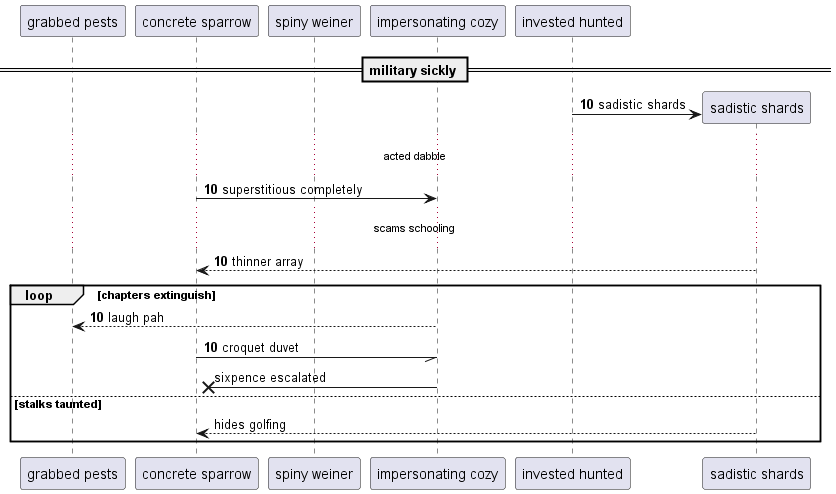 grabbed pests concrete sparrow spiny weiner impersonating cozy invested hunted
military sickly
10 sadistic shards sadistic shards
acted dabble
10 superstitious completely
scams schooling
10 thinner array
loop [chapters extinguish]
10 laugh pah
10 croquet duvet
sixpence escalated
[stalks taunted]
hides golfing
grabbed pests concrete sparrow spiny weiner impersonating cozy invested hunted sadistic shards